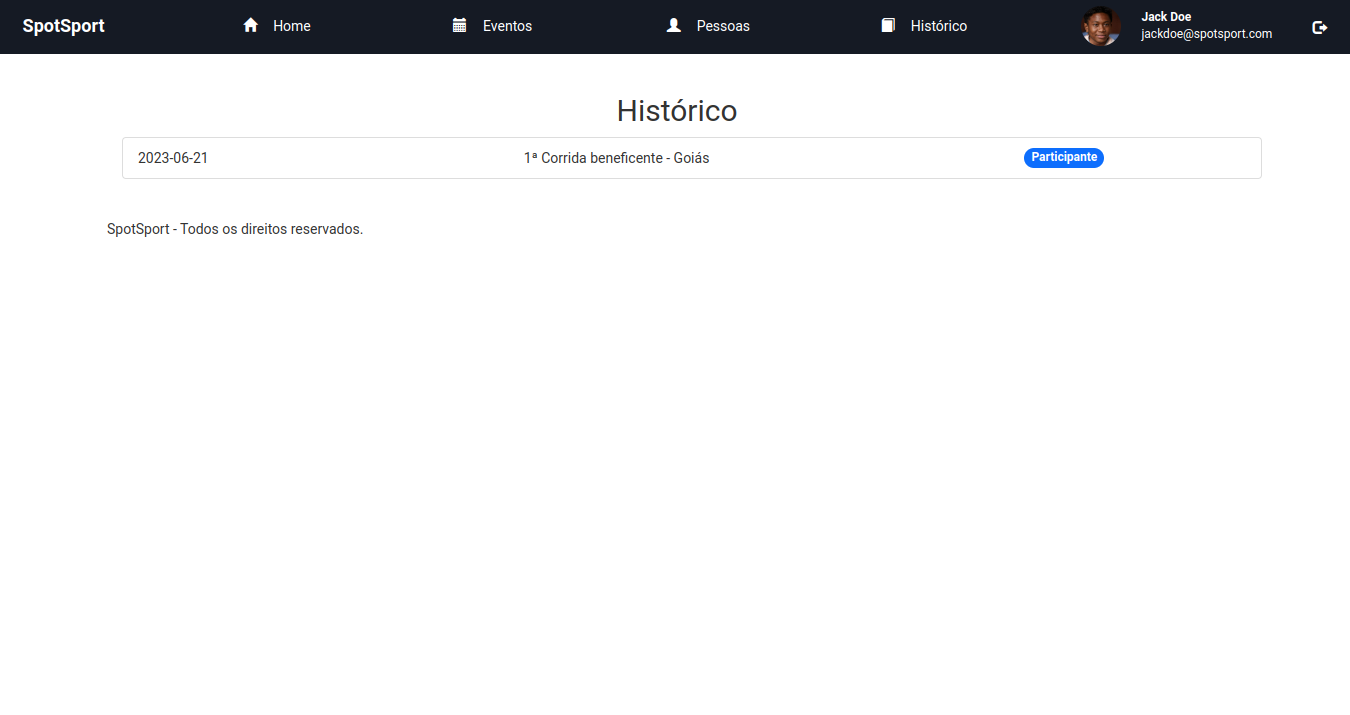 SpotSport
Home
Eventos
Pessoas
Histórico
Jack Doe
jackdoe@spotsport.com
Histórico
2023-06-21
1ª Corrida beneficente - Goiás
Participante
SpotSport - Todos os direitos reservados.